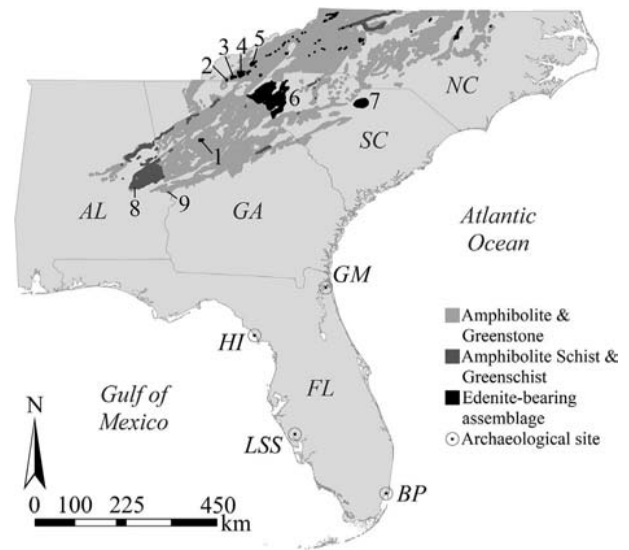 5
4
3
2
6
7
NC
1
SC
8
9
AL
GA
Atlantic
Ocean
GM
HI
FL
LSS
BP
Gulf of
Mexico
N
0 100 225 450
km
Amphibolite &
Greenstone
Amphibolite Schist &
Greenschist
Edenite-bearing
assemblage
Archaeological site